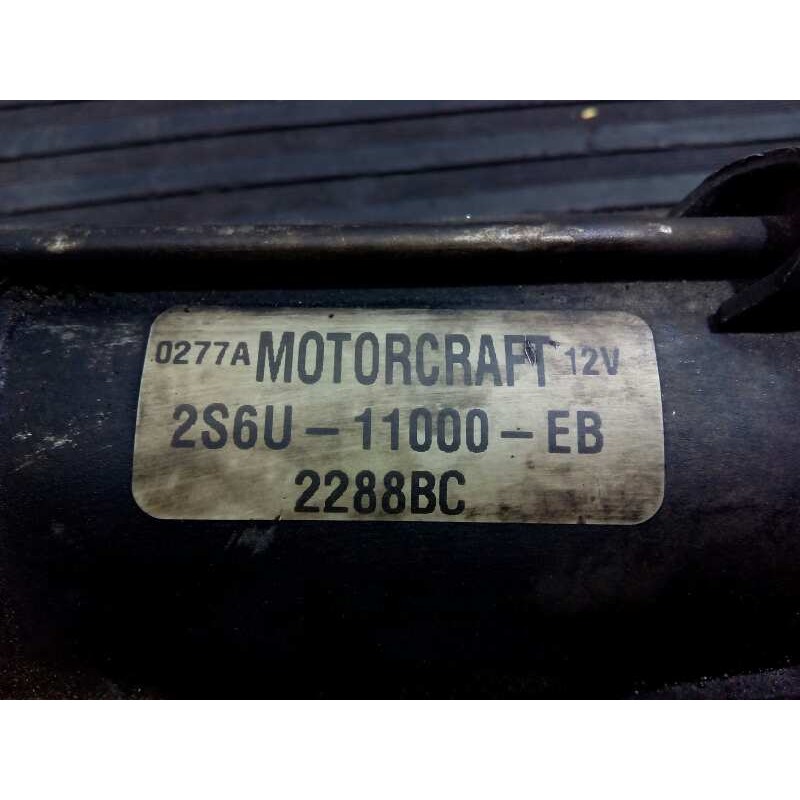 0277A MOTORCRAFT 12V
2S6U-11000-EB
2288BC